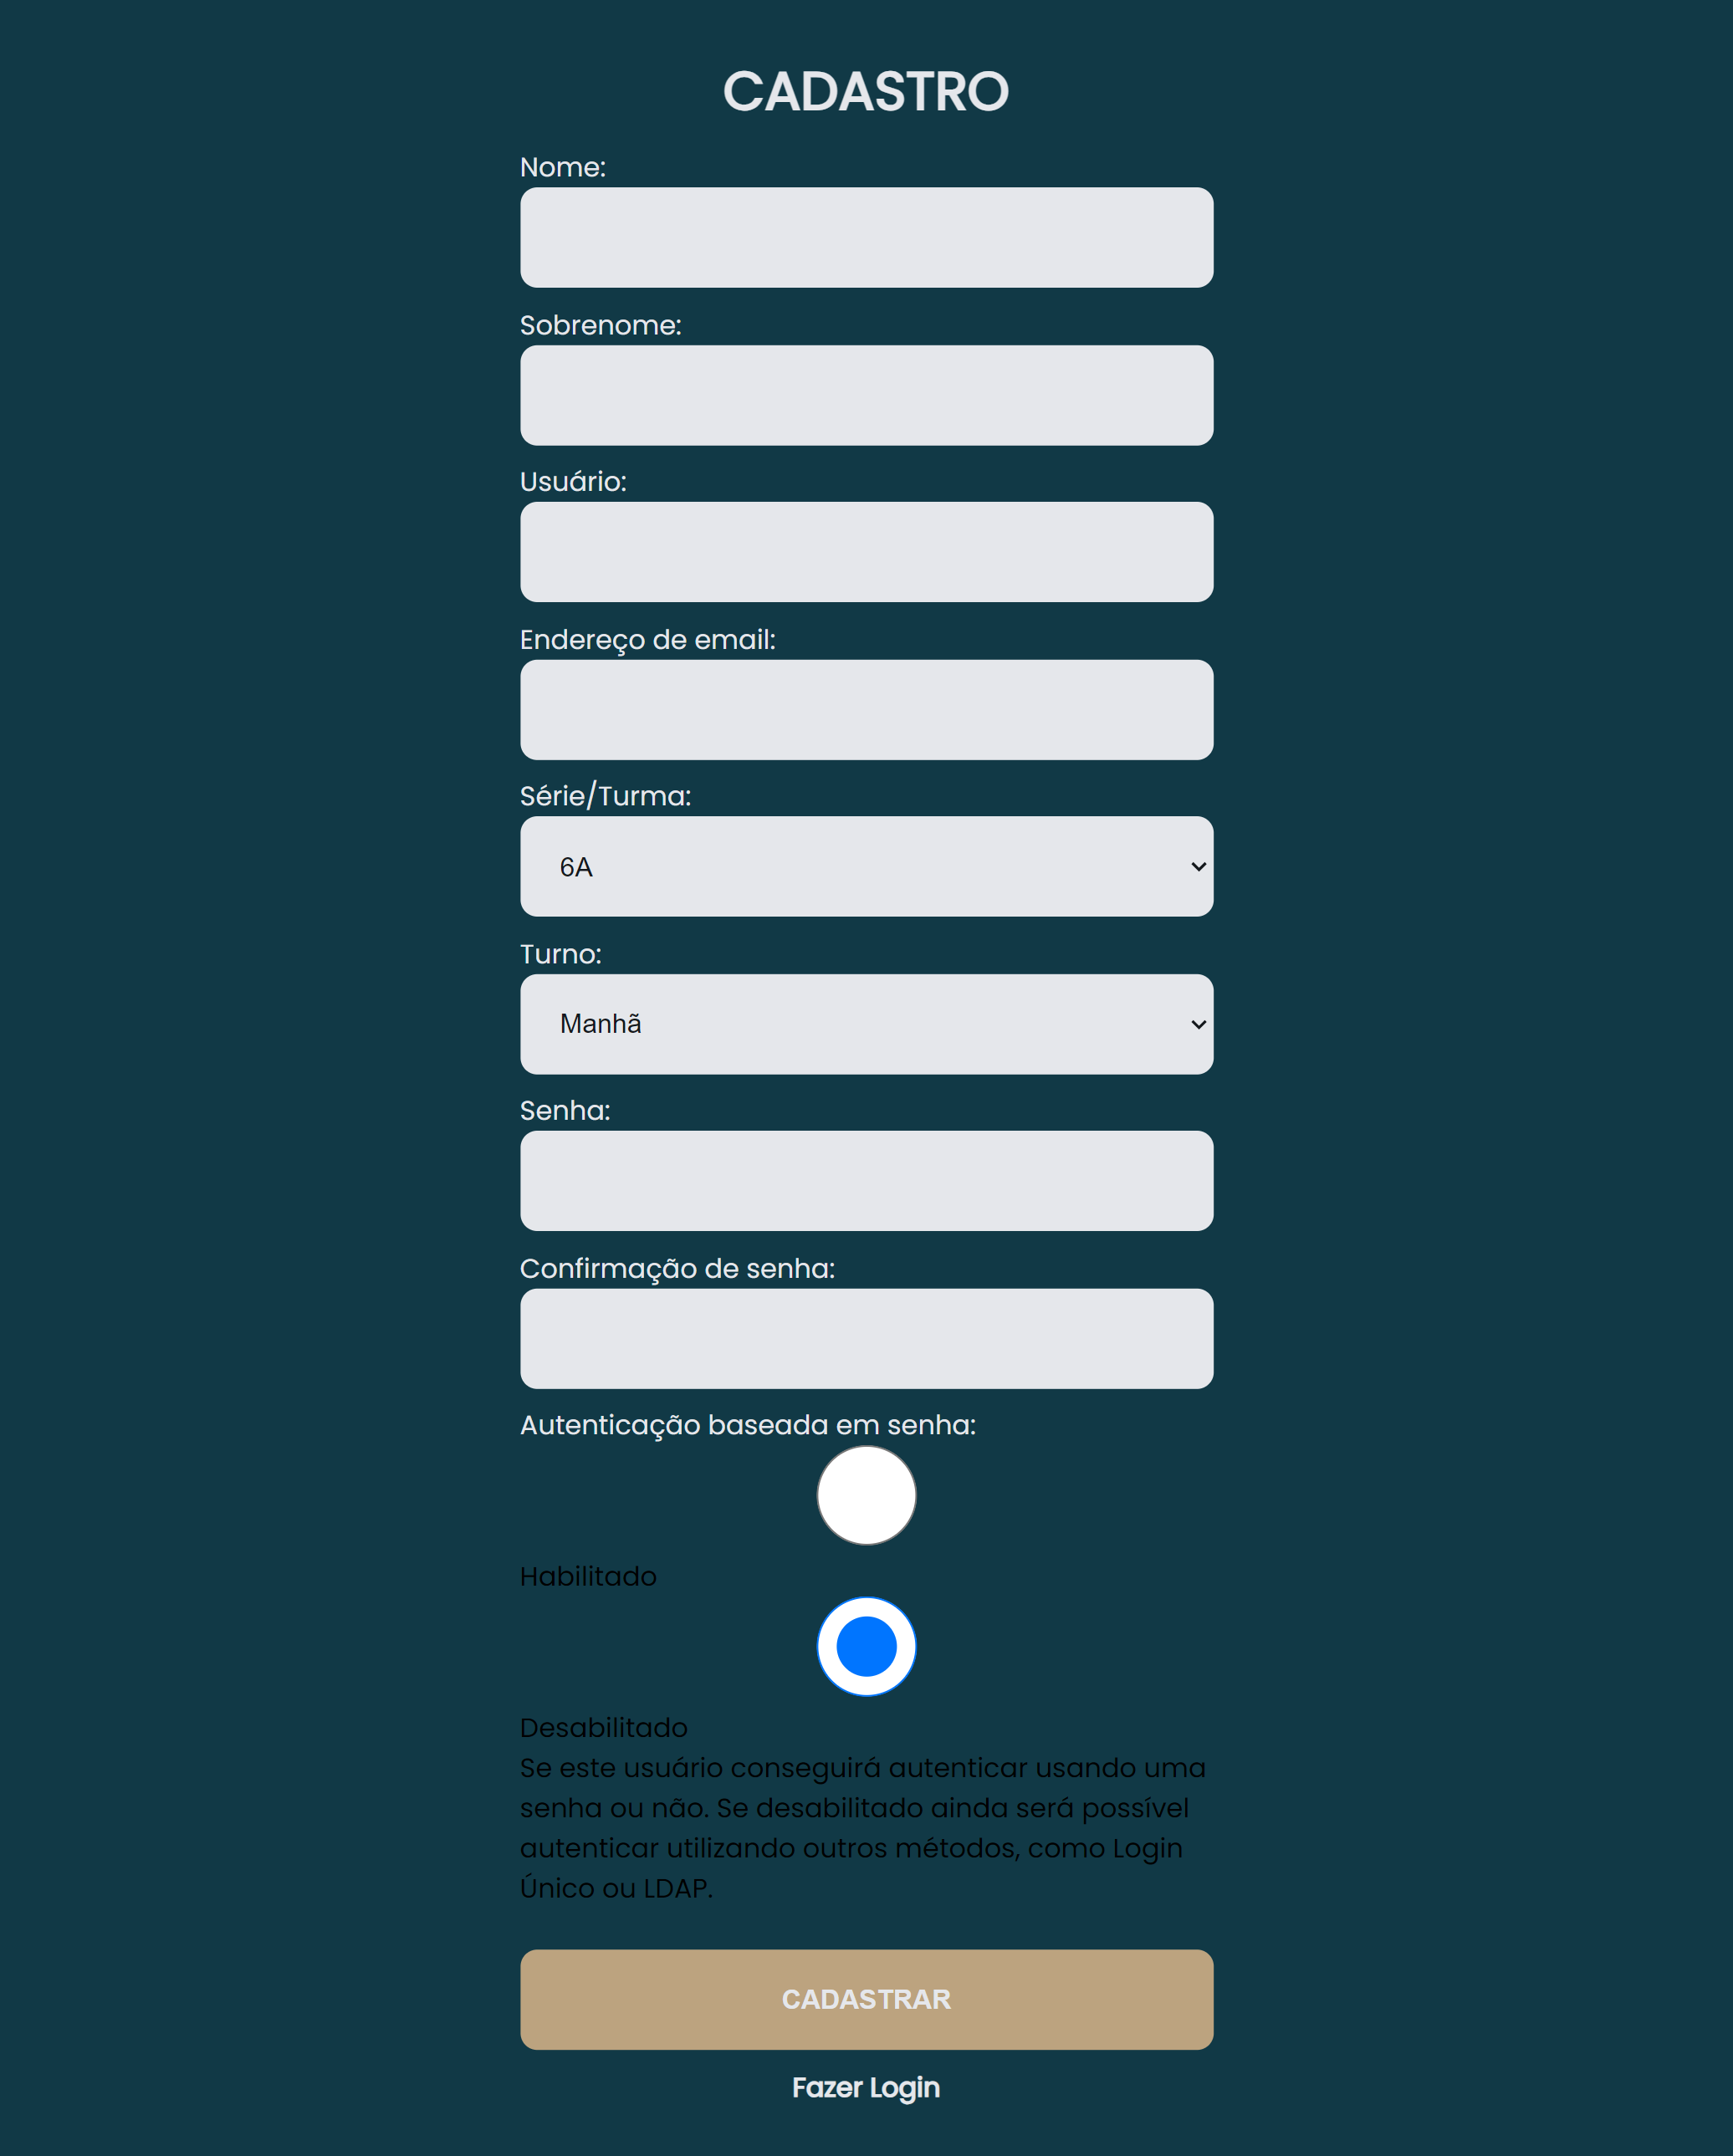 CADASTRO
Nome:
Sobrenome:
Usuário:
Endereço de email:
Série/Turma:
6A
Turno:
Manhã
Senha:
Confirmação de senha:
Autenticação baseada em senha:
Habilitado
Desabilitado
Se este usuário conseguirá autenticar usando uma
senha ou não. Se desabilitado ainda será possível
autenticar utilizando outros métodos, como Login
Único ou LDAP.
CADASTRAR
Fazer Login